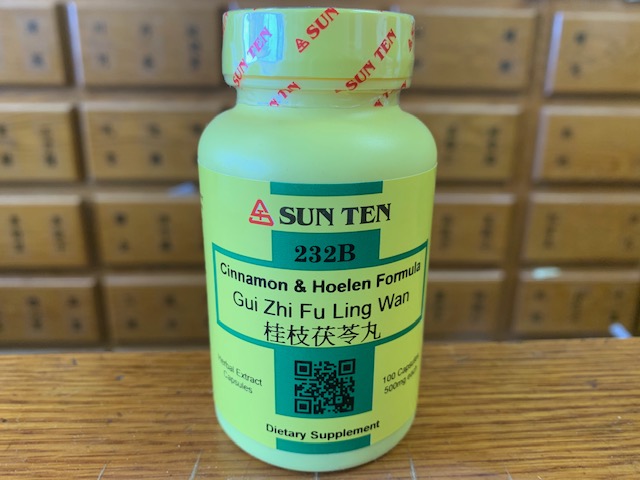 SUN TEN
SUN
SUN TEN
SUN TEN
232B
Cinnamon & Hoelen Formula
Gui Zhi Fu Ling Wan
桂枝茯苓丸
Herbal Extract
Capsules
100 Capsules
500mg each
Dietary Supplement